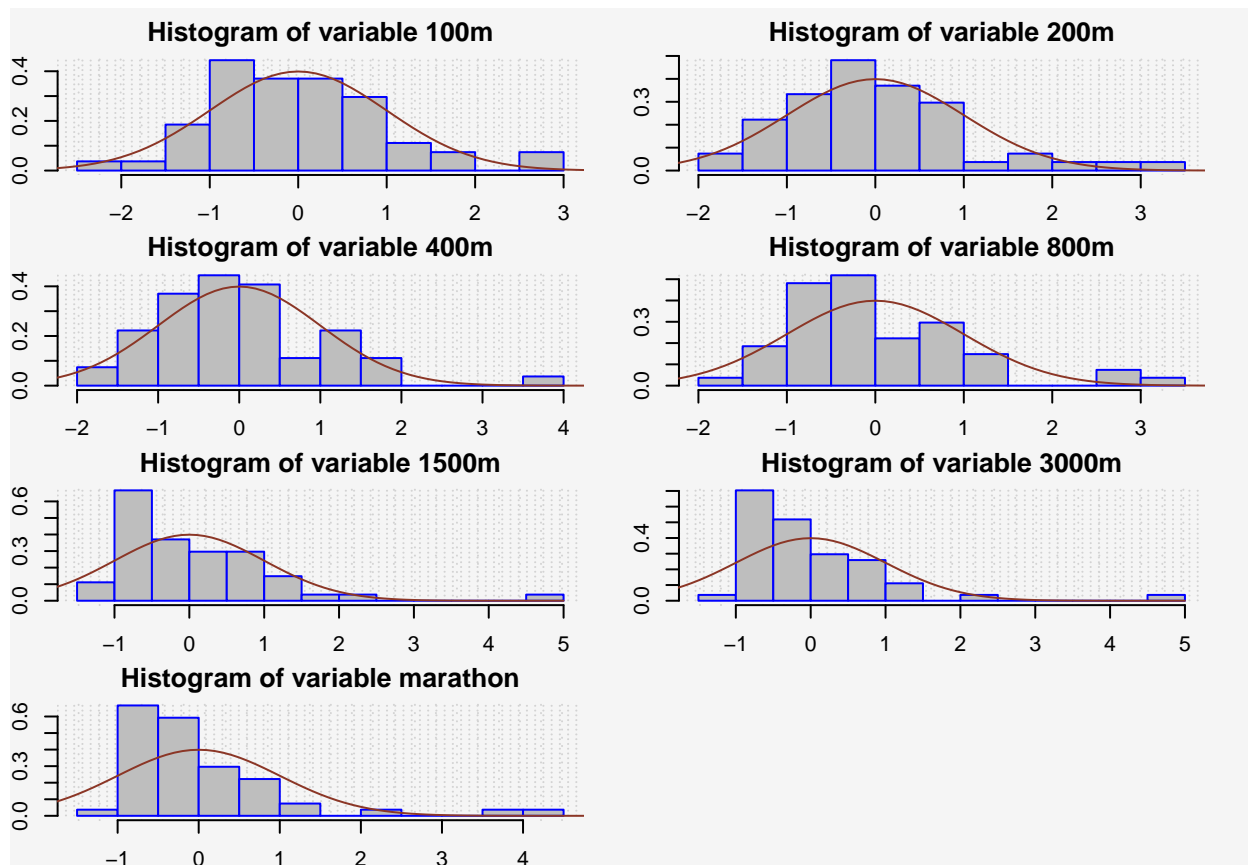 Histogram of variable 100m
0.0 0.2 0.4
−2 −1 0 1 2 3
Histogram of variable 200m
0.0 0.3
−2 −1 0 1 2 3
Histogram of variable 400m
0.0 0.2 0.4
−2 −1 0 1 2 3 4
Histogram of variable 800m
0.0 0.3
−2 −1 0 1 2 3
Histogram of variable 1500m
0.0 0.3 0.6
−1 0 1 2 3 4 5
Histogram of variable 3000m
0.0 0.4
−1 0 1 2 3 4 5
Histogram of variable marathon
0.0 0.3 0.6
−1 0 1 2 3 4